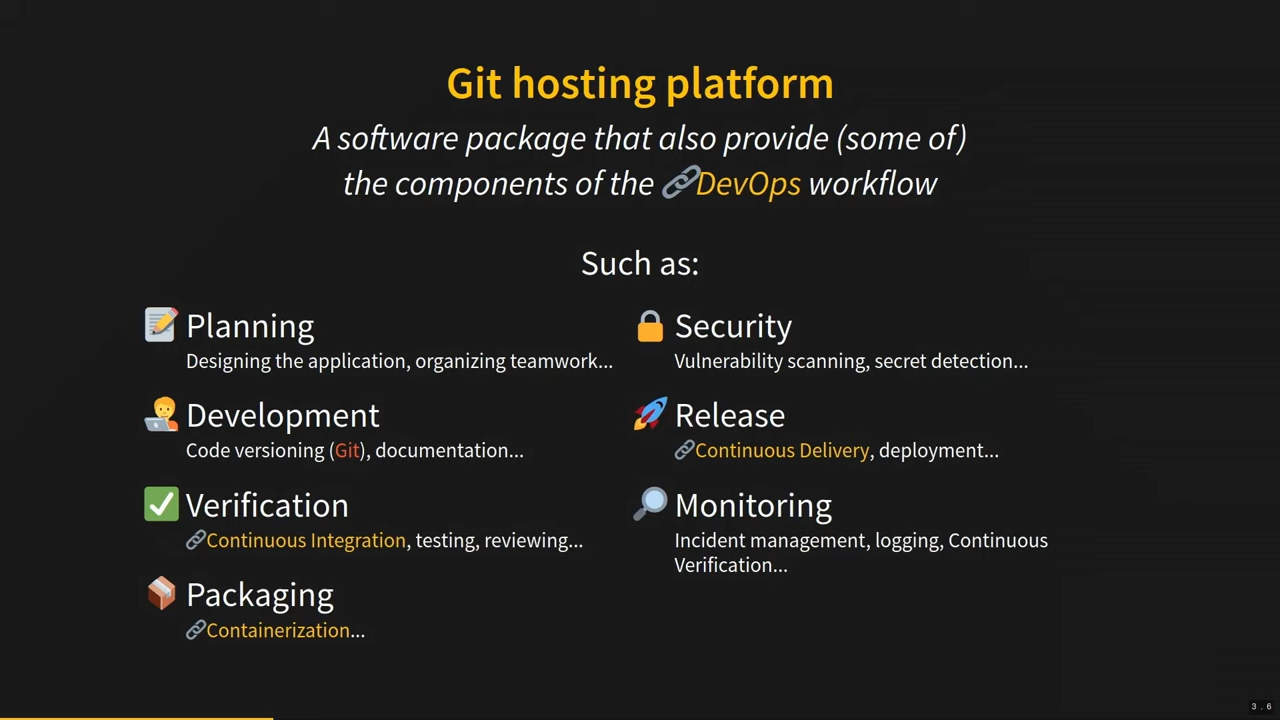 Git hosting platform
A software package that also provide (some of)
the components of the DevOps workflow
Such as:
Planning
Designing the application, organizing teamwork...
Development
Code versioning (Git), documentation...
Verification
Continuous Integration, testing, reviewing...
Packaging
Containerization...
Security
Vulnerability scanning, secret detection...
Release
Continuous Delivery, deployment...
Monitoring
Incident management, logging, Continuous
Verification...
3.6